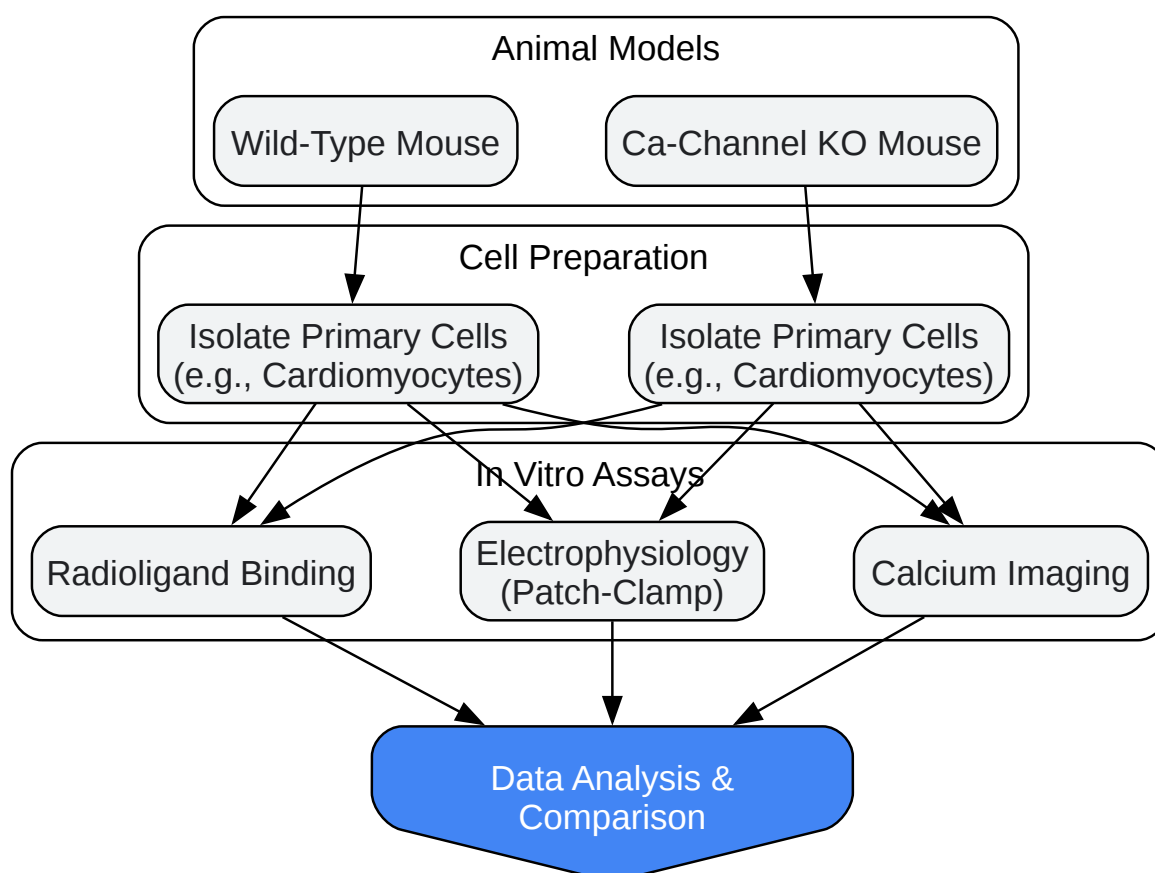 Animal Models
Wild-Type Mouse
Ca-Channel KO Mouse
Cell Preparation
Isolate Primary Cells
(e.g., Cardiomyocytes)
Isolate Primary Cells
(e.g., Cardiomyocytes)
In Vitro Assays
Radioligand Binding
Electrophysiology
(Patch-Clamp)
Calcium Imaging
Data Analysis &
Comparison